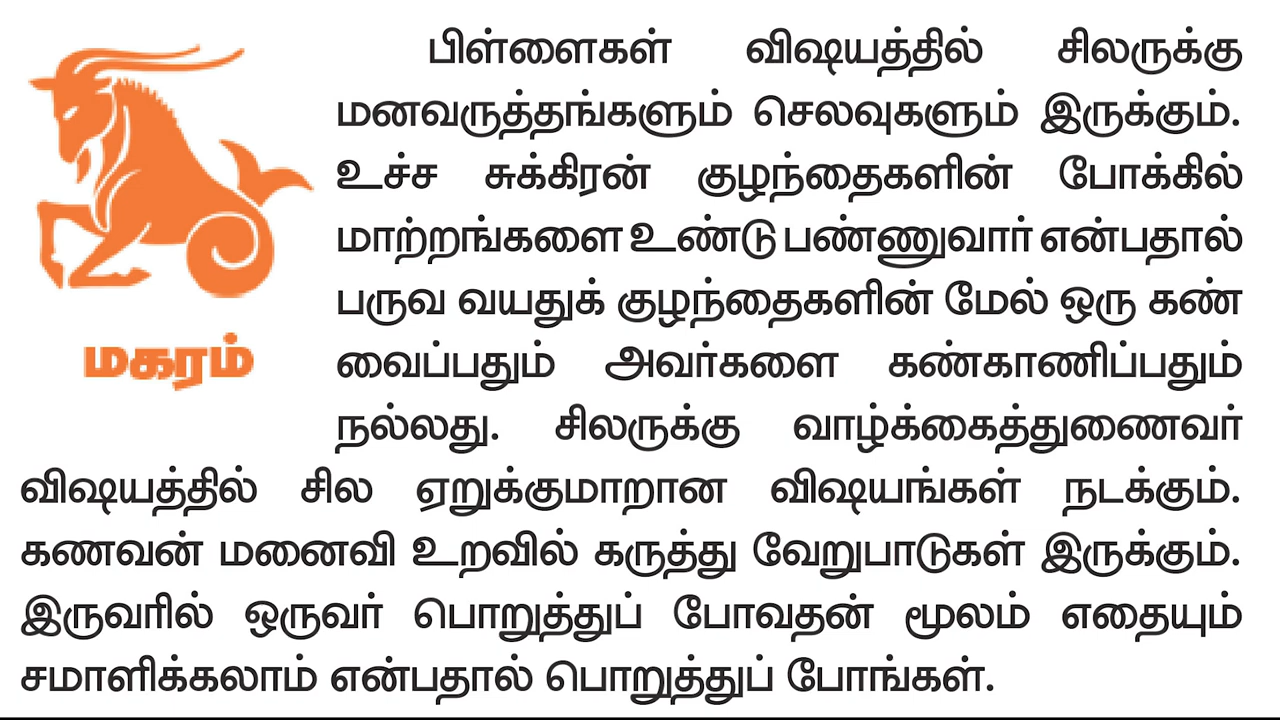 பிள்ளைகள் விஷயத்தில் சிலருக்கு
மனவருத்தங்களும் செலவுகளும் இருக்கும்.
உச்ச சுக்கிரன் குழந்தைகளின் போக்கில்
மாற்றங்களை உண்டு பண்ணுவார் என்பதால்
பருவ வயதுக் குழந்தைகளின் மேல் ஒரு கண்
வைப்பதும் அவர்களை கண்காணிப்பதும்
நல்லது. சிலருக்கு வாழ்க்கைத்துணைவர்
மகரம்
விஷயத்தில் சில ஏறுக்குமாறான விஷயங்கள் நடக்கும்.
கணவன் மனைவி உறவில் கருத்து வேறுபாடுகள் இருக்கும்.
இருவரில் ஒருவர் பொறுத்துப் போவதன் மூலம் எதையும்
சமாளிக்கலாம் என்பதால் பொறுத்துப் போங்கள்.